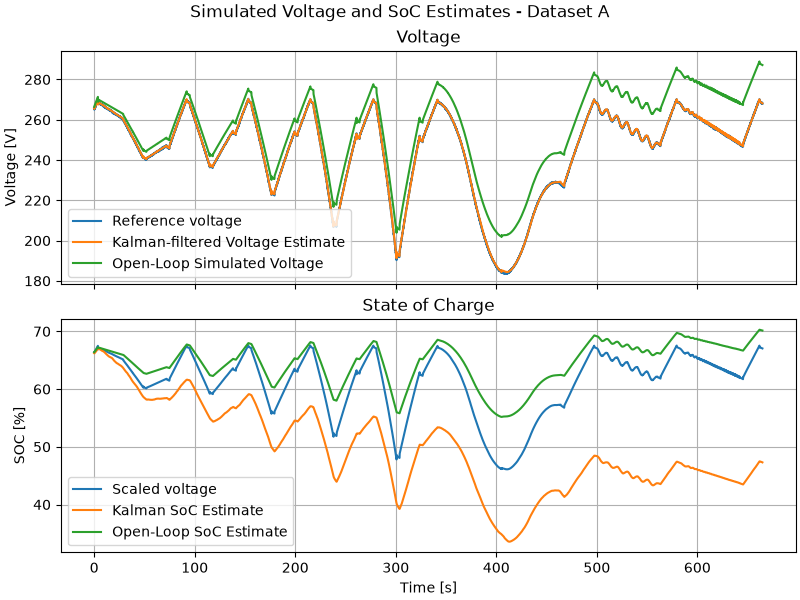 Simulated Voltage and SoC Estimates - Dataset A
Voltage
280
260
240
220
200
180
Voltage [V]
Reference voltage
Kalman-filtered Voltage Estimate
Open-Loop Simulated Voltage
State of Charge
70
60
50
40
SOC [%]
Scaled voltage
Kalman SoC Estimate
Open-Loop SoC Estimate
0 100 200 300 400 500 600
Time [s]